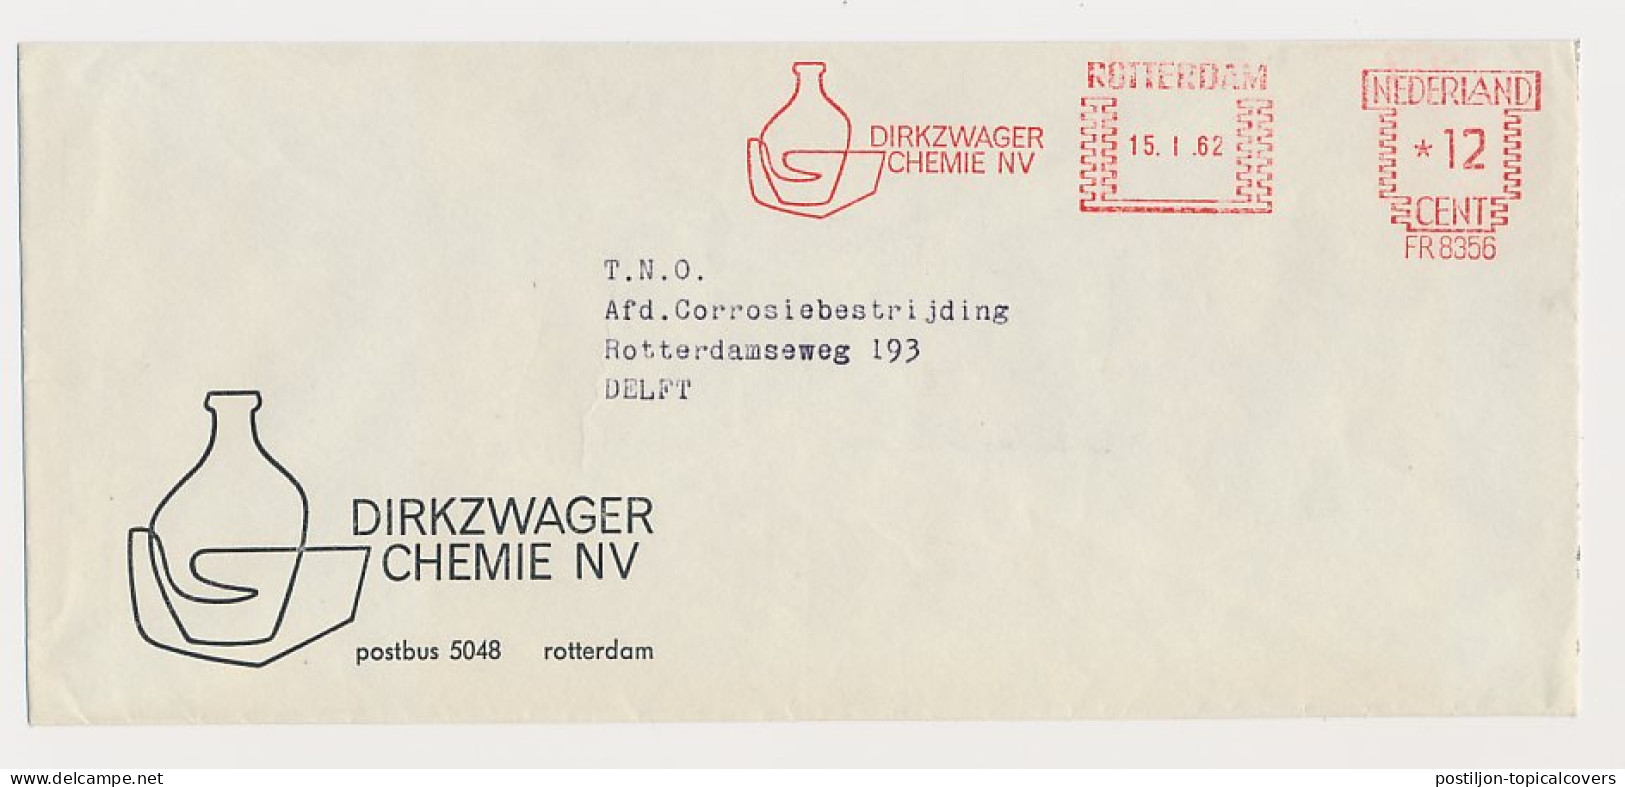 ROTTERDAM
NEDERLAND
DIRKZWAGER
CHEMIE NV
15. I .62
* 12
CENT
FR 8356
T.N.O.
Afd.Corrosiebestrijding
Rotterdamseweg 193
DELFT
DIRKZWAGER
CHEMIE NV
postbus 5048 rotterdam
www.delcampe.net
postiljon-topicalcovers